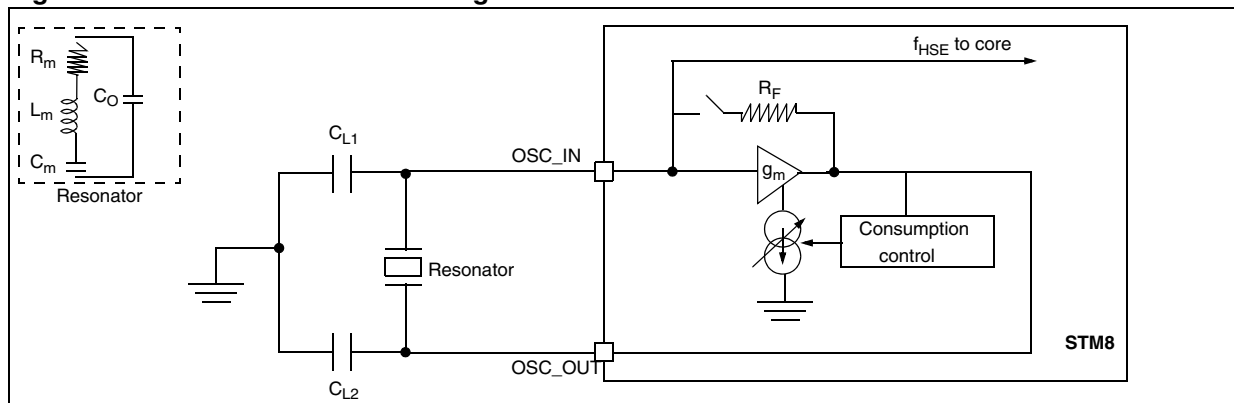 R_m
L_m
C_m
C_O
Resonator
C_L1
C_L2
Resonator
OSC_IN
OSC_OUT
f_HSE to core
R_F
g_m
Consumption
control
STM8